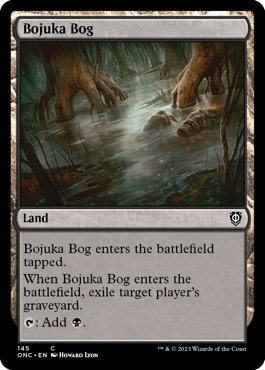 Bojuka Bog
Land
Bojuka Bog enters the battlefield
tapped.
When Bojuka Bog enters the
battlefield, exile target player's
graveyard.
: Add .
145 C
ONC • EN Howard Lyon
™ & © 2023 Wizards of the Coast